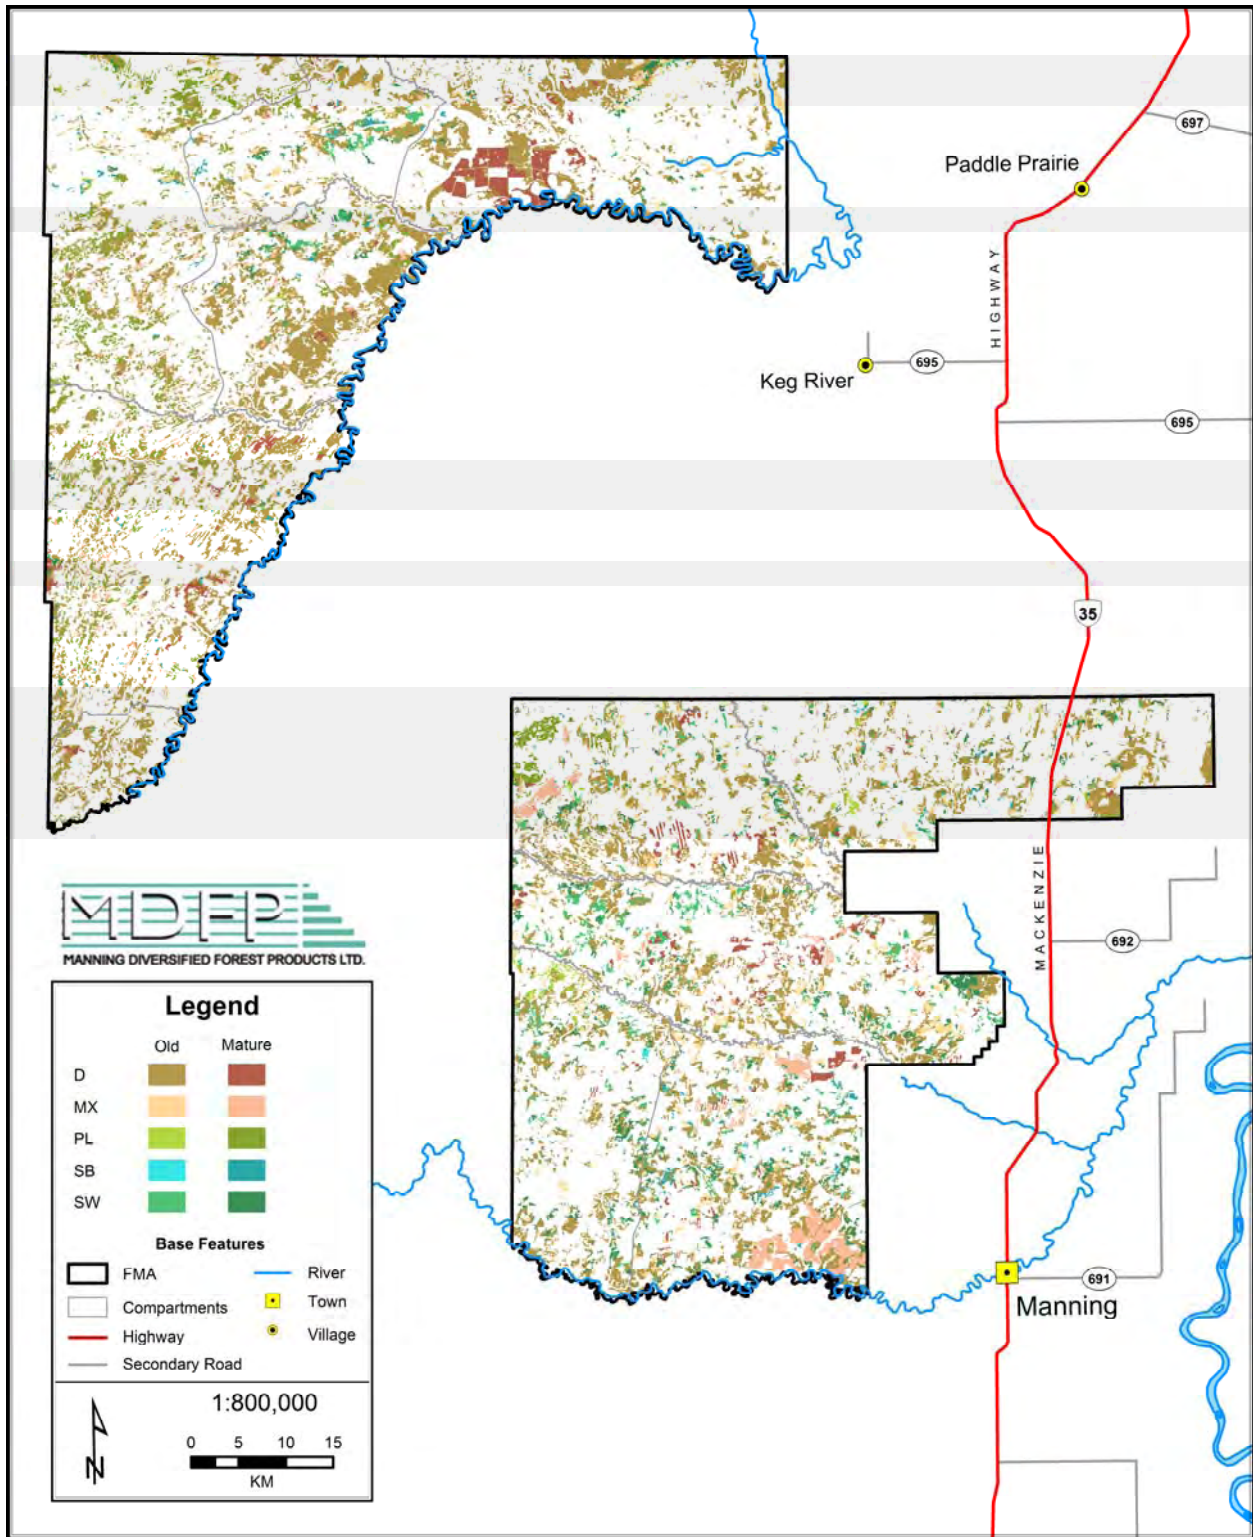 697
Paddle Prairie
HIGHWAY
695
Keg River
695
35
MACKENZIE
692
MDFP
MANNING DIVERSIFIED FOREST PRODUCTS LTD.
Legend
Old Mature
D
MX
PL
SB
SW
Base Features
FMA River
Compartments Town
Highway Village
Secondary Road
691
Manning
1:800,000
0 5 10 15
KM
N